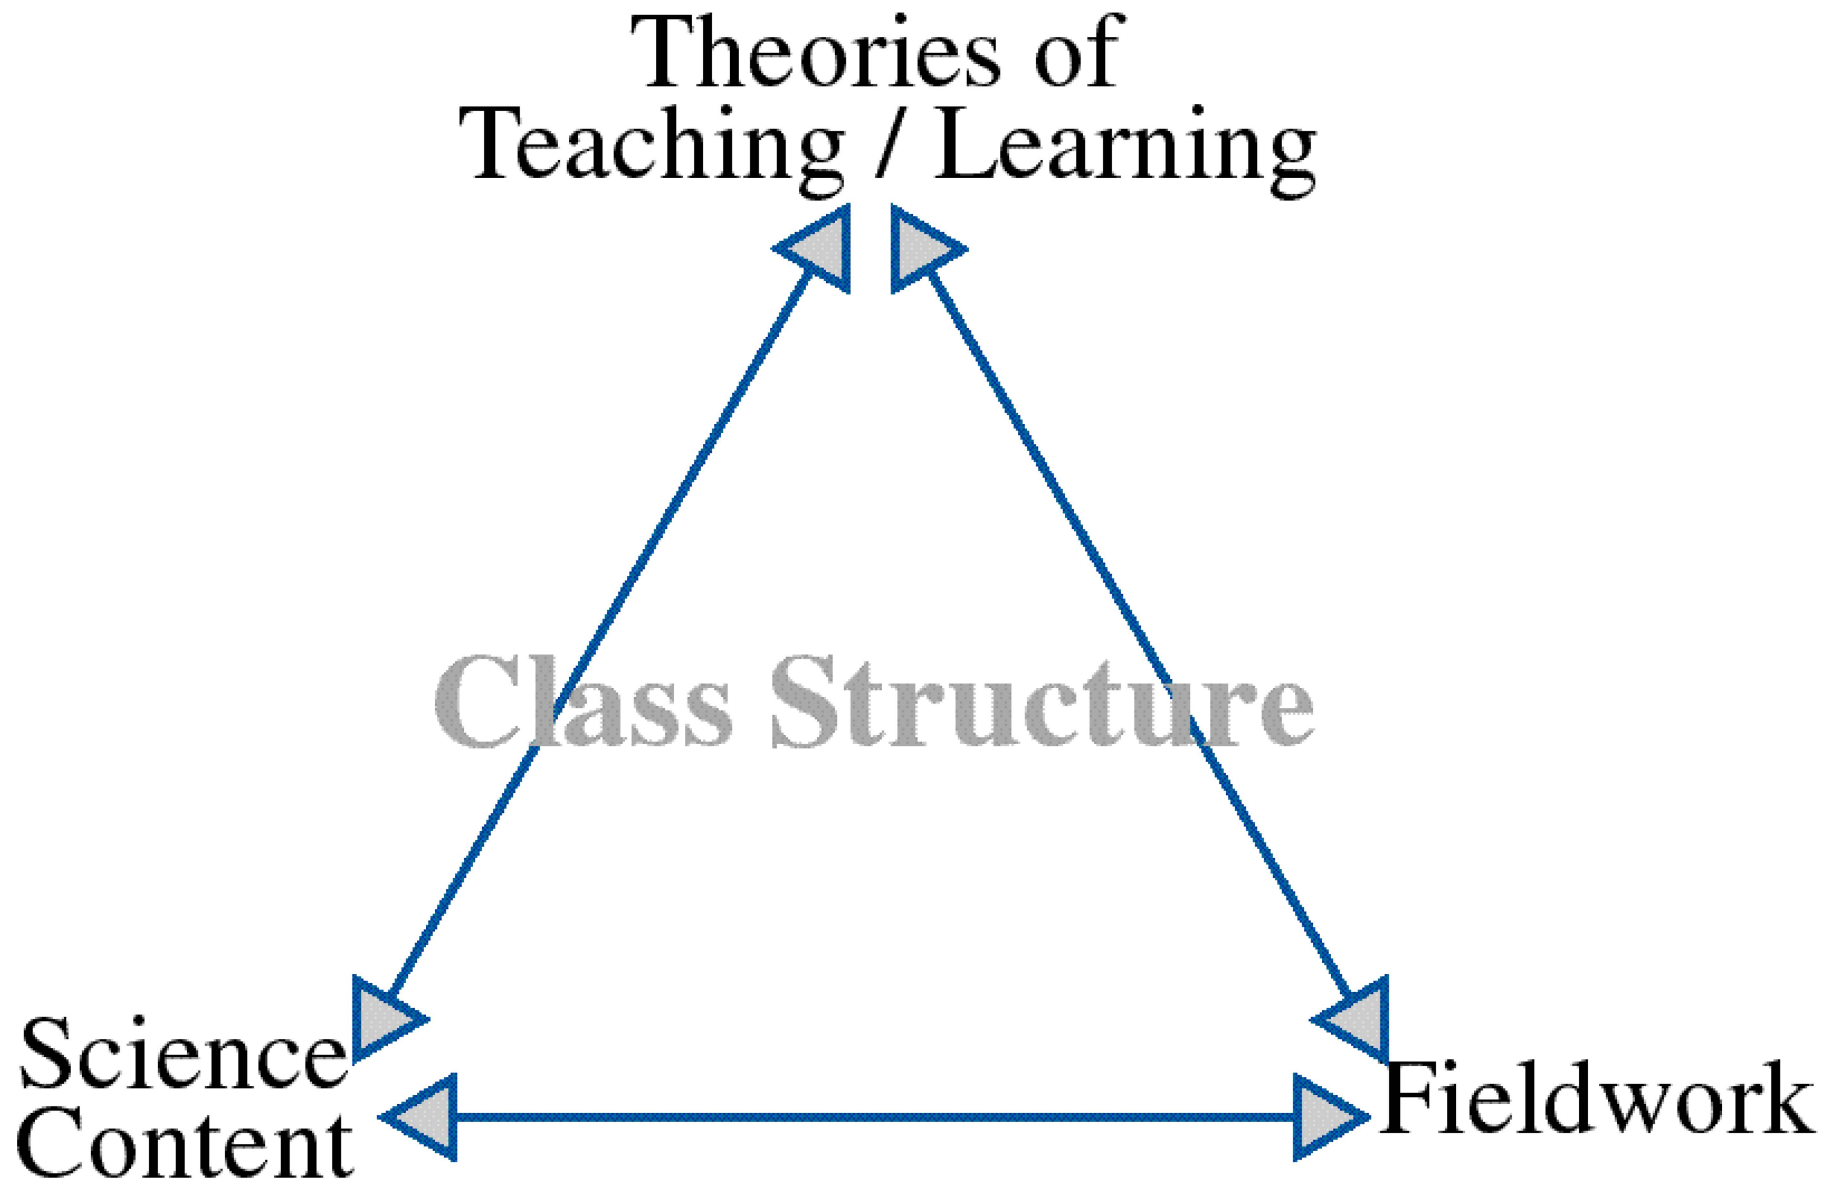 Theories of
Teaching / Learning
Class Structure
Science
Content
Fieldwork